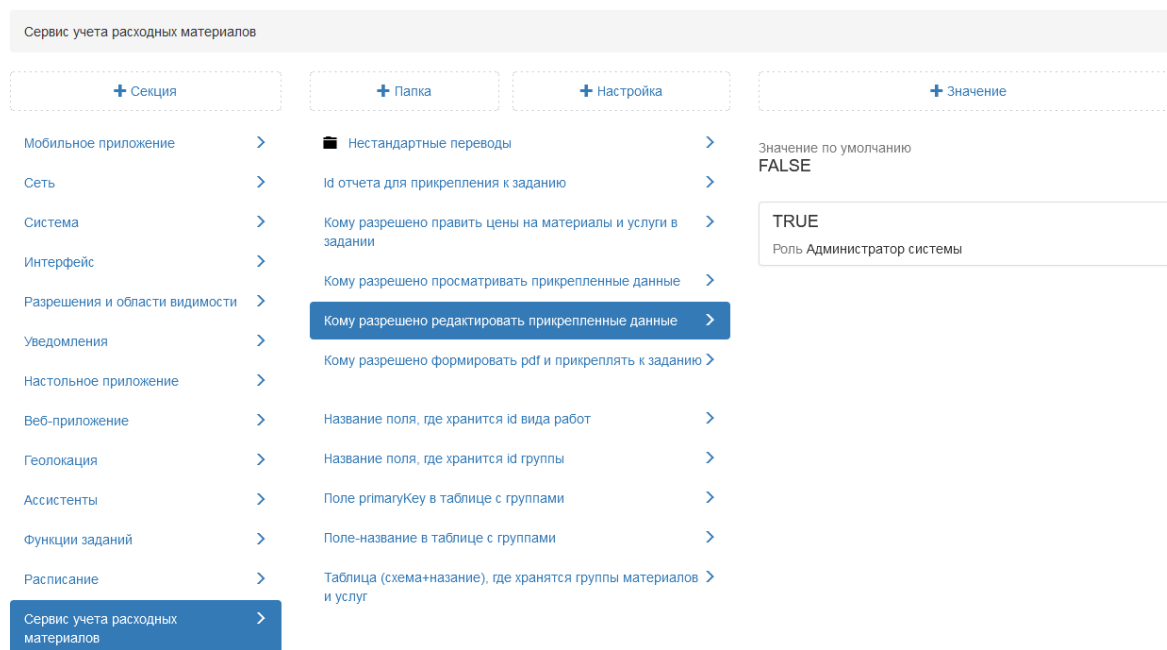 Сервис учета расходных материалов
Секция
Папка
Настройка
Значение
Мобильное приложение
Сеть
Система
Интерфейс
Разрешения и области видимости
Уведомления
Настольное приложение
Веб-приложение
Геолокация
Ассистенты
Функции заданий
Расписание
Сервис учета расходных
материалов
Нестандартные переводы
Id отчета для прикрепления к заданию
Кому разрешено править цены на материалы и услуги в
задании
Кому разрешено просматривать прикрепленные данные
Кому разрешено редактировать прикрепленные данные
Кому разрешено формировать pdf и прикреплять к заданию
Название поля, где хранится id вида работ
Название поля, где хранится id группы
Поле primaryKey в таблице с группами
Поле-название в таблице с группами
Таблица (схема+назание), где хранятся группы материалов
и услуг
Значение по умолчанию
FALSE
TRUE
Роль Администратор системы